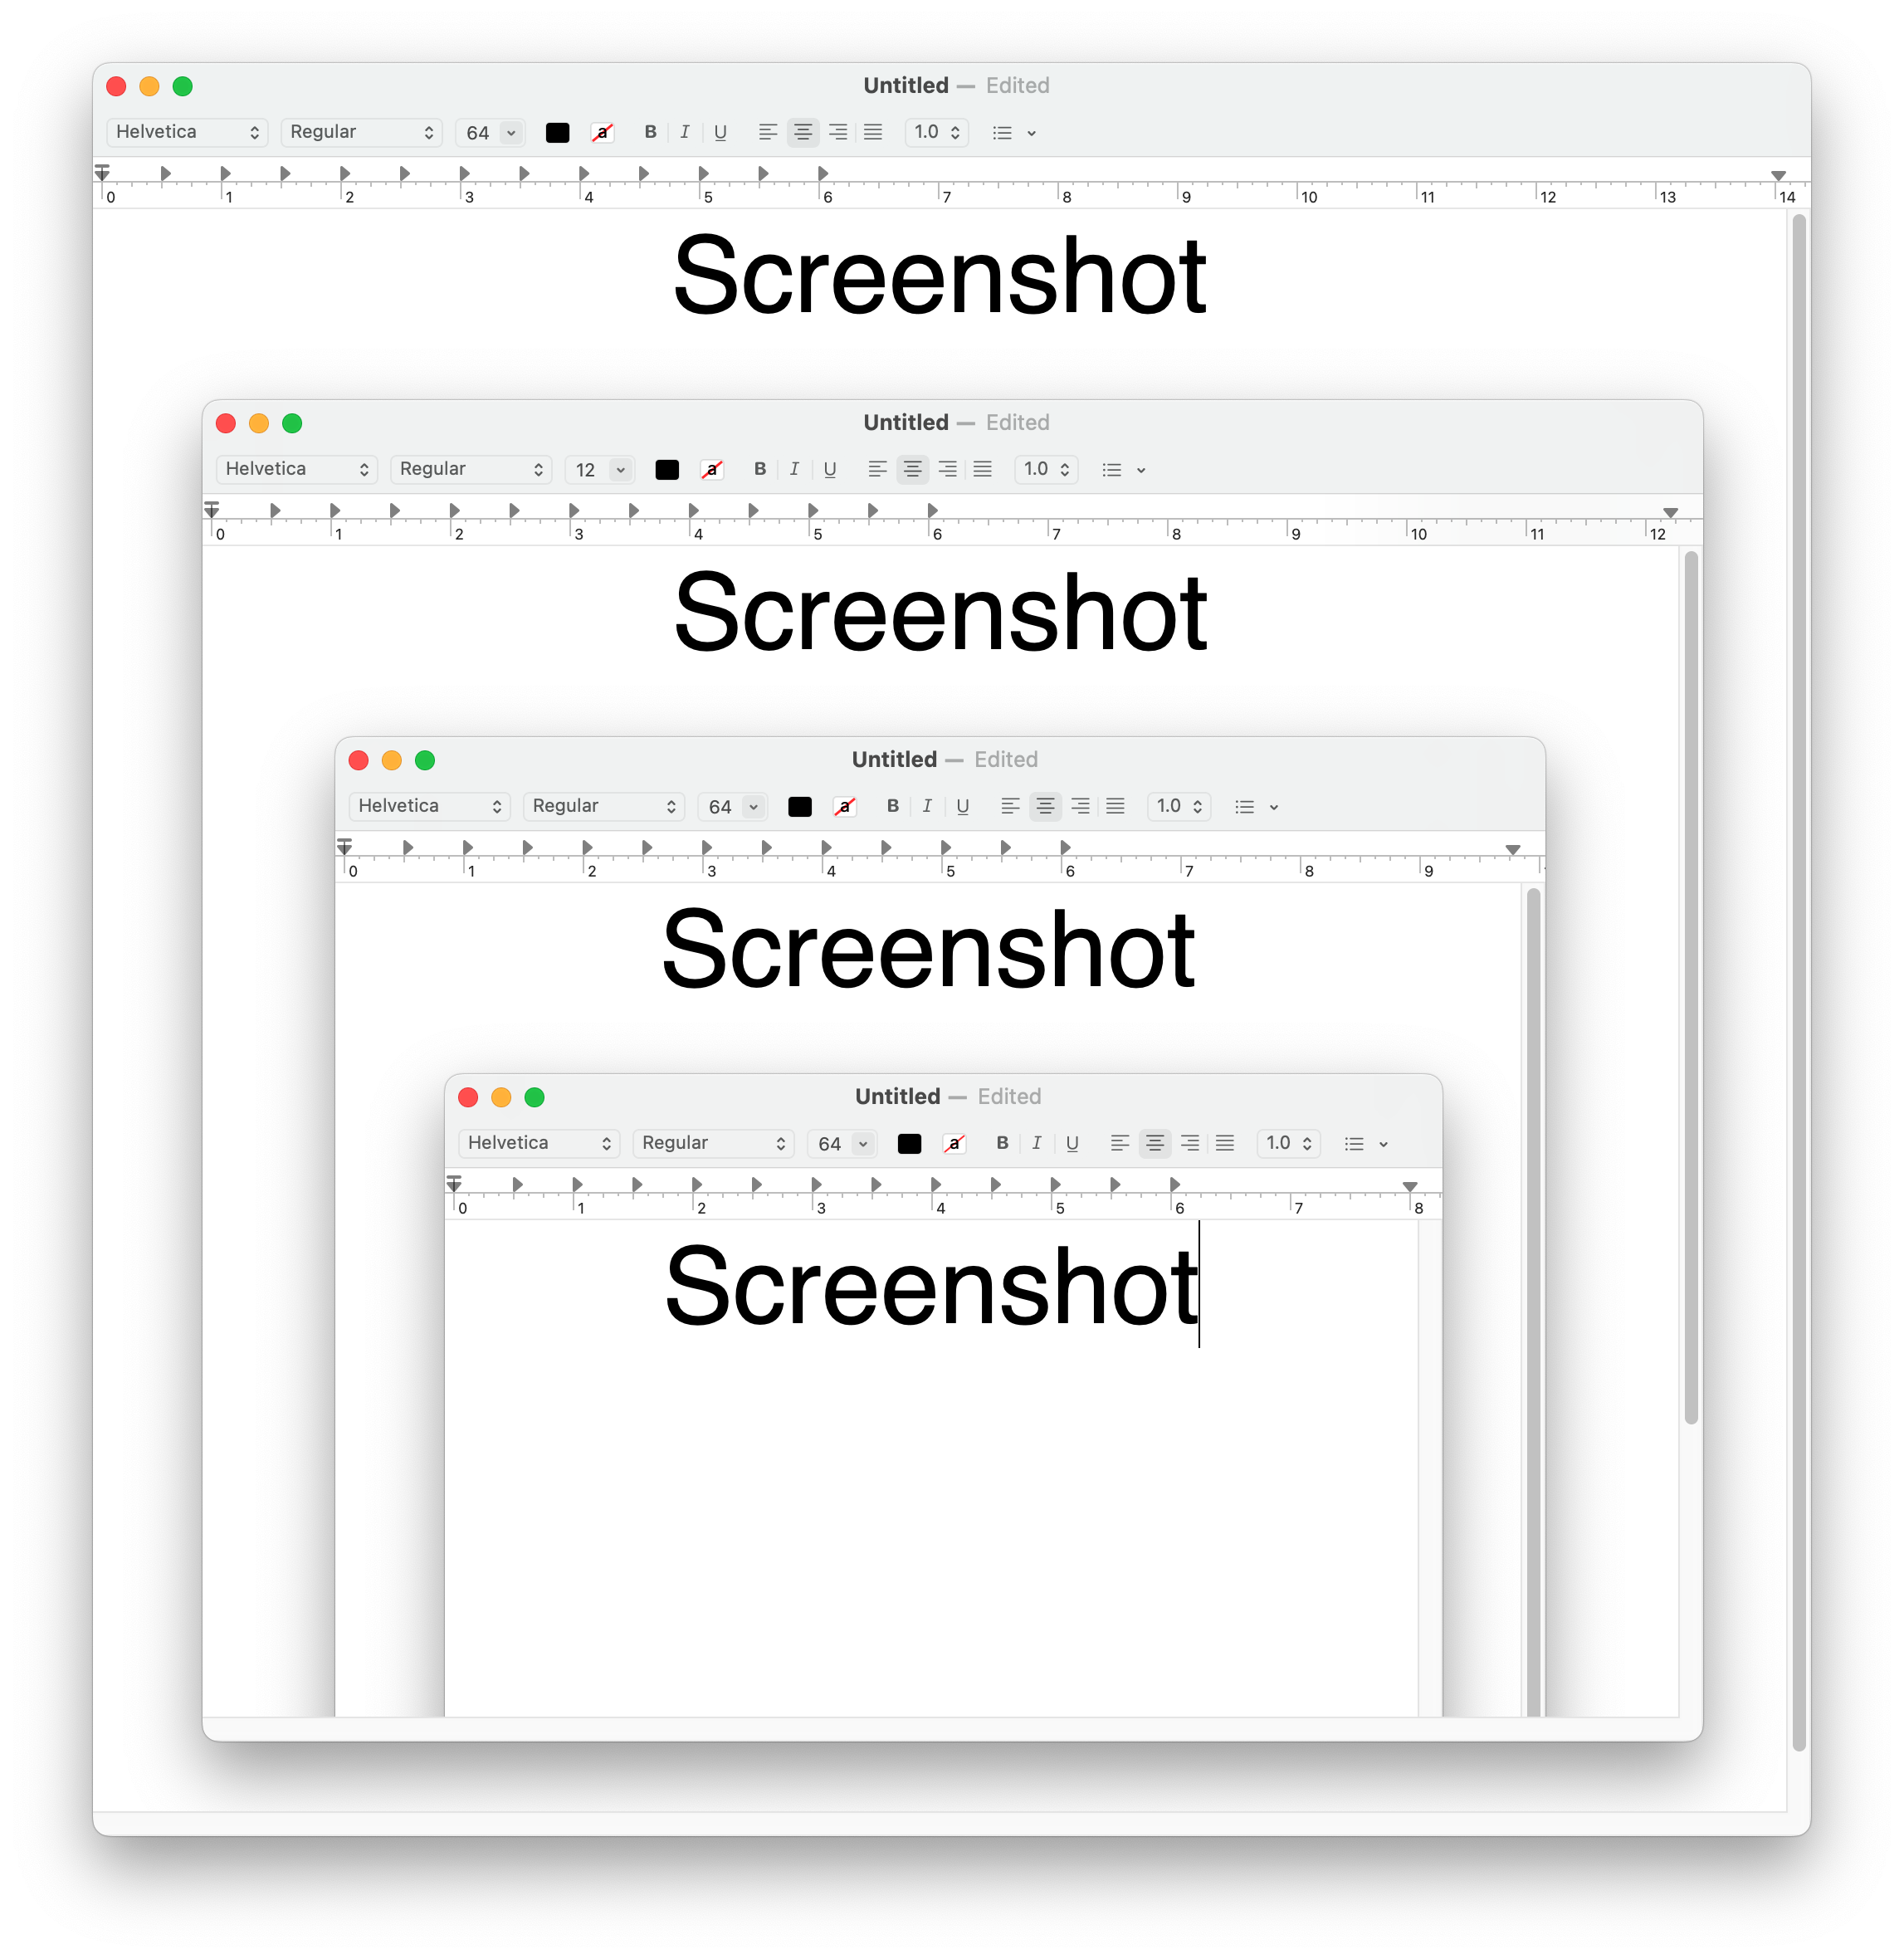 Untitled — Edited
Helvetica Regular 64 a B I U 1.0
0 1 2 3 4 5 6 7 8 9 10 11 12 13 14
Screenshot
Untitled — Edited
Helvetica Regular 12 a B I U 1.0
0 1 2 3 4 5 6 7 8 9 10 11 12
Screenshot
Untitled — Edited
Helvetica Regular 64 a B I U 1.0
0 1 2 3 4 5 6 7 8 9
Screenshot
Untitled — Edited
Helvetica Regular 64 a B I U 1.0
0 1 2 3 4 5 6 7 8
Screenshot